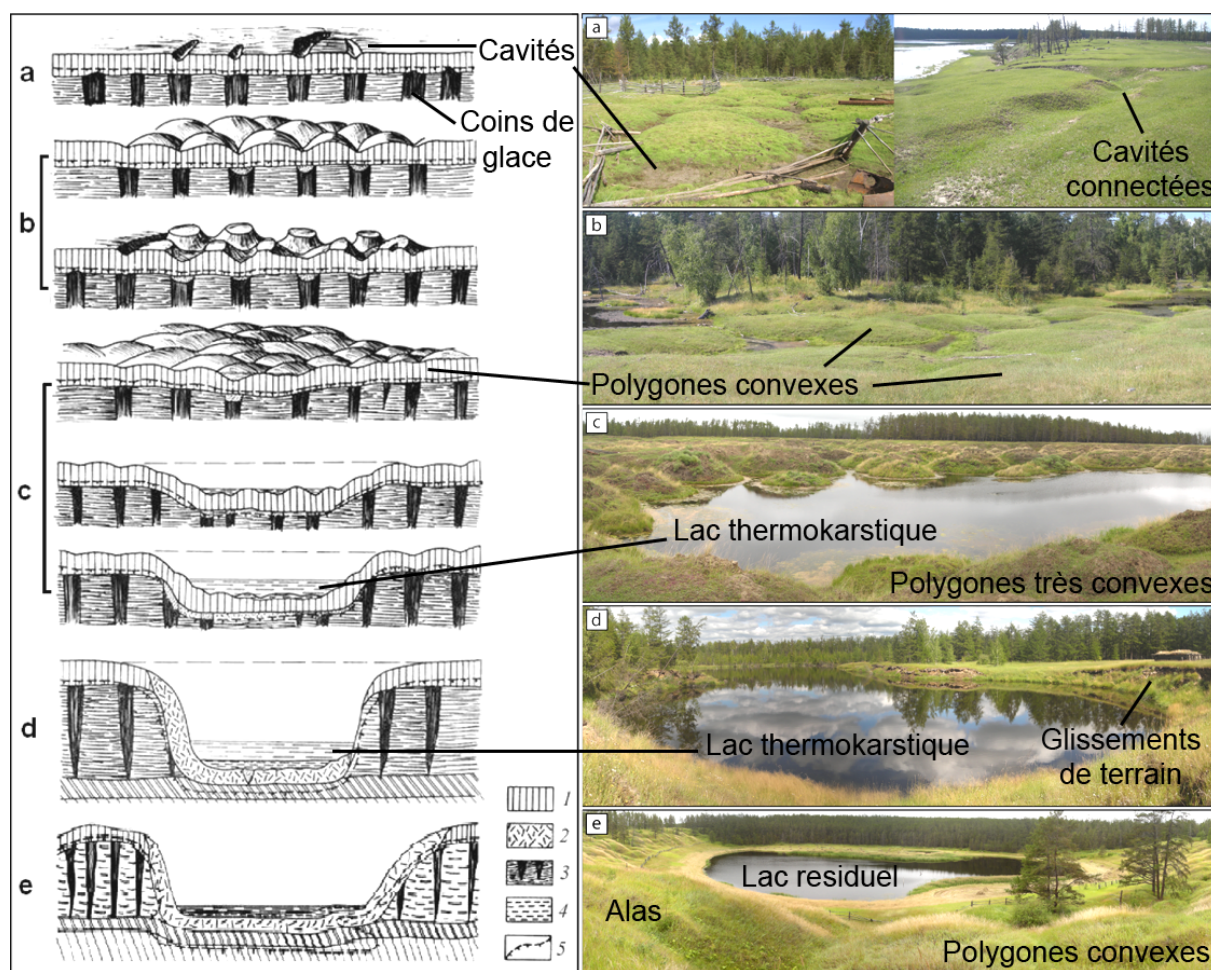 a
Cavités
Coins de
glace
b
c
d
e
1
2
3
4
5
a
Cavités
connectées
b
Polygones convexes
c
Lac thermokarstique
Polygones très convexes
d
Lac thermokarstique
Glissements
de terrain
e
Lac residuel
Alas
Polygones convexes